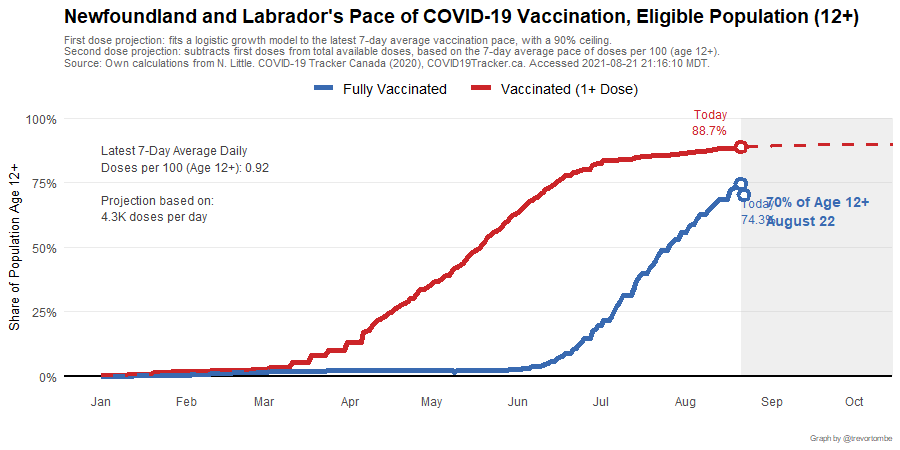 Newfoundland and Labrador's Pace of COVID-19 Vaccination, Eligible Population (12+)
First dose projection: fits a logistic growth model to the latest 7-day average vaccination pace, with a 90% ceiling.
Second dose projection: subtracts first doses from total available doses, based on the 7-day average pace of doses per 100 (age 12+).
Source: Own calculations from N. Little. COVID-19 Tracker Canada (2020), COVID19Tracker.ca. Accessed 2021-08-21 21:16:10 MDT.
Fully Vaccinated
Vaccinated (1+ Dose)
Today
88.7%
Latest 7-Day Average Daily
Doses per 100 (Age 12+): 0.92
Projection based on:
4.3K doses per day
Today
74.3%
70% of Age 12+
August 22
Share of Population Age 12+
100%
75%
50%
25%
0%
Jan Feb Mar Apr May Jun Jul Aug Sep Oct
Graph by @trevortombe